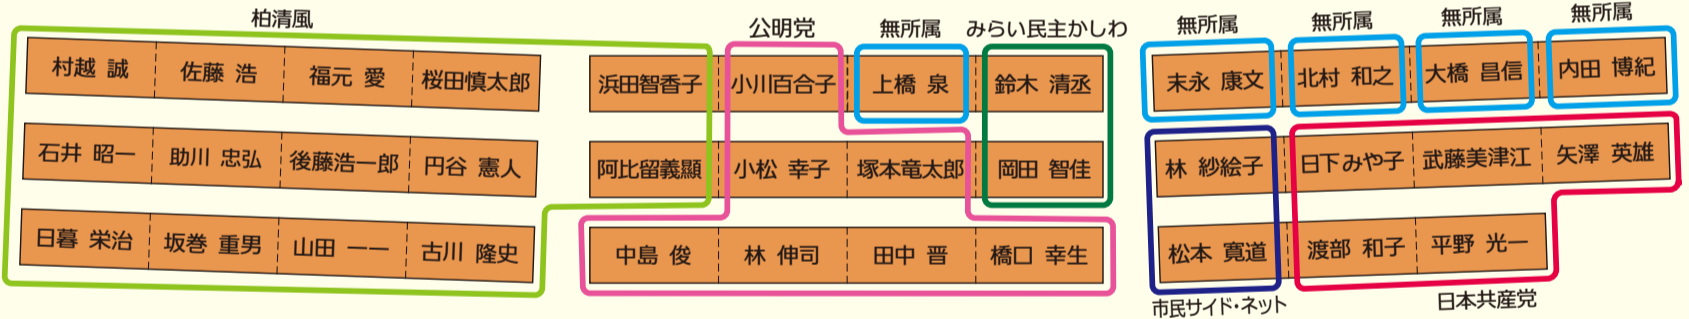 柏清風
公明党
無所属
みらい民主かしわ
無所属
無所属
無所属
無所属
村越 誠 佐藤 浩 福元 愛 桜田慎太郎
石井 昭一 助川 忠弘 後藤浩一郎 円谷 憲人
日暮 栄治 坂巻 重男 山田 一一 古川 隆史
浜田智香子 小川百合子 上橋 泉 鈴木 清丞
阿比留義顯 小松 幸子 塚本竜太郎 岡田 智佳
中島 俊 林 伸司 田中 晋 橋口 幸生
末永 康文 北村 和之 大橋 昌信 内田 博紀
林 紗絵子 日下みや子 武藤美津江 矢澤 英雄
松本 寛道 渡部 和子 平野 光一
市民サイド・ネット
日本共産党